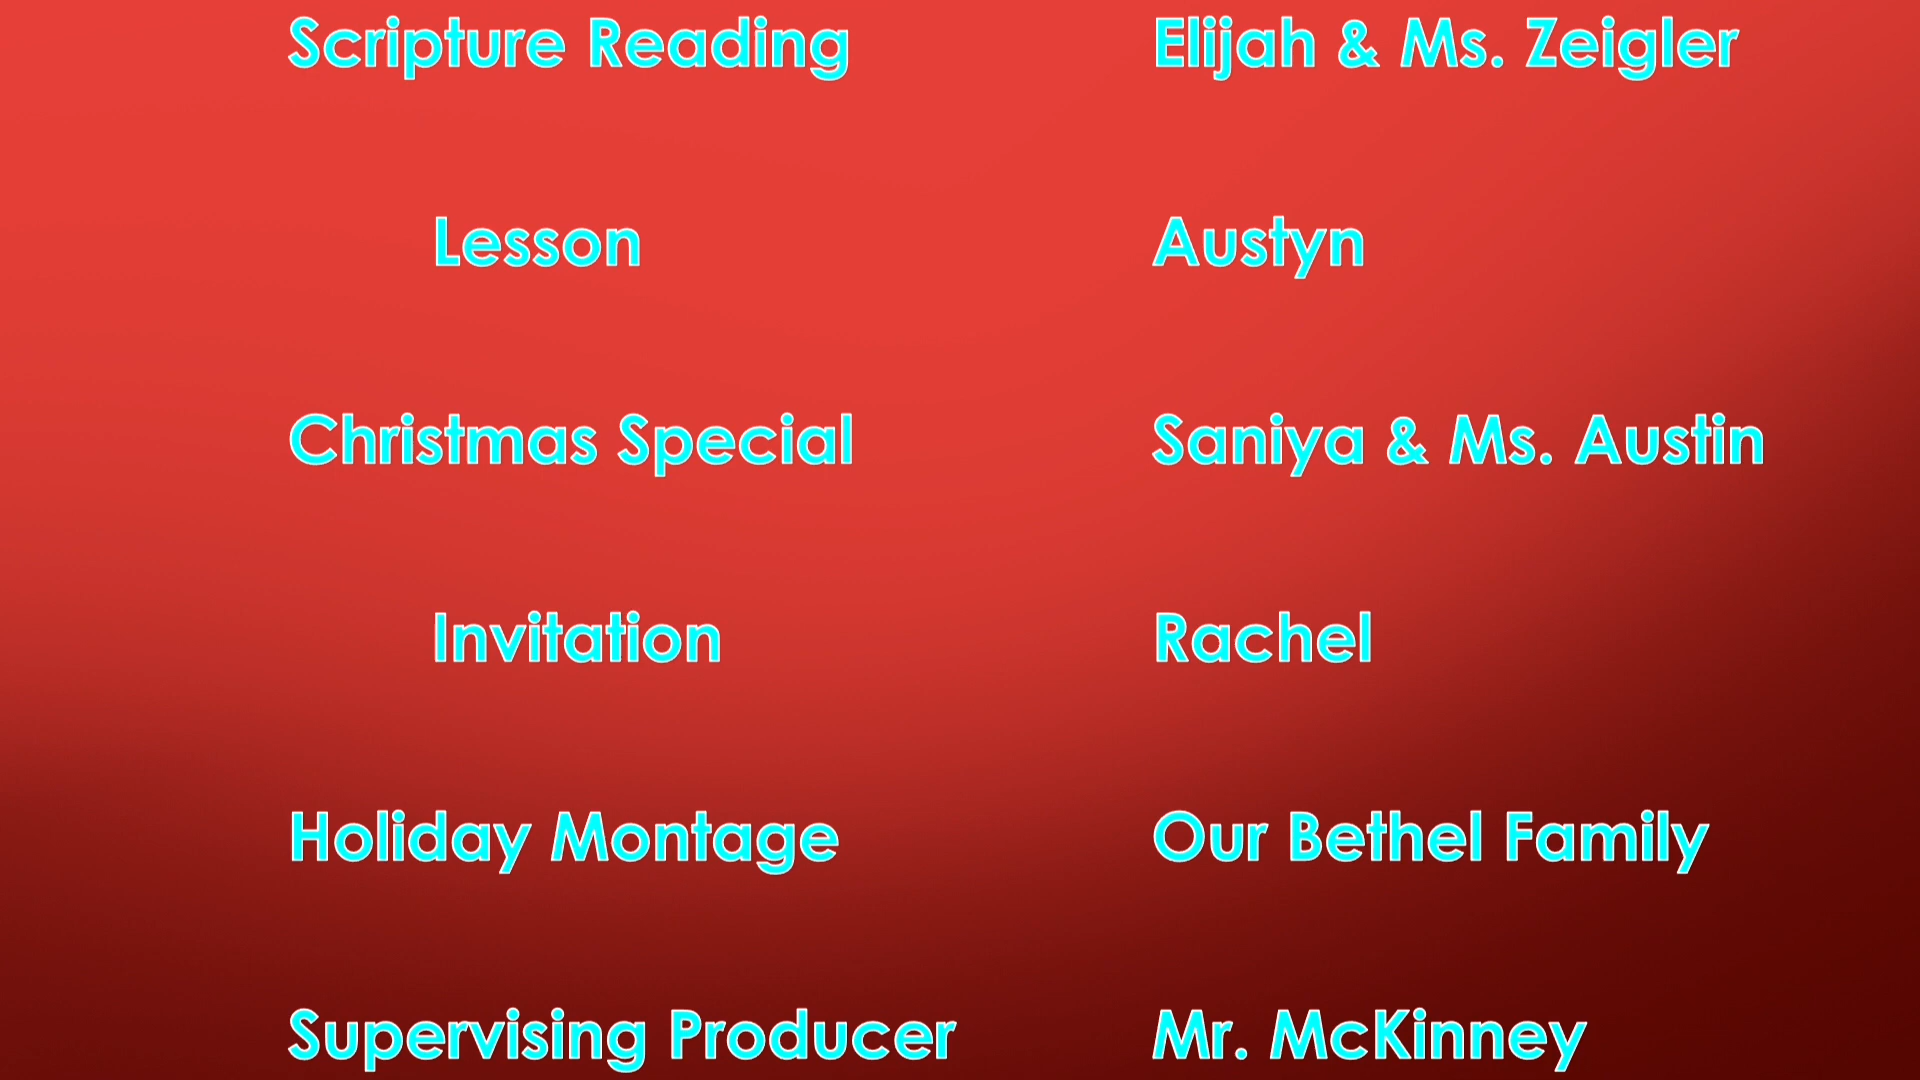 Scripture Reading Elijah & Ms. Zeigler
Lesson Austyn
Christmas Special Saniya & Ms. Austin
Invitation Rachel
Holiday Montage Our Bethel Family
Supervising Producer Mr. McKinney